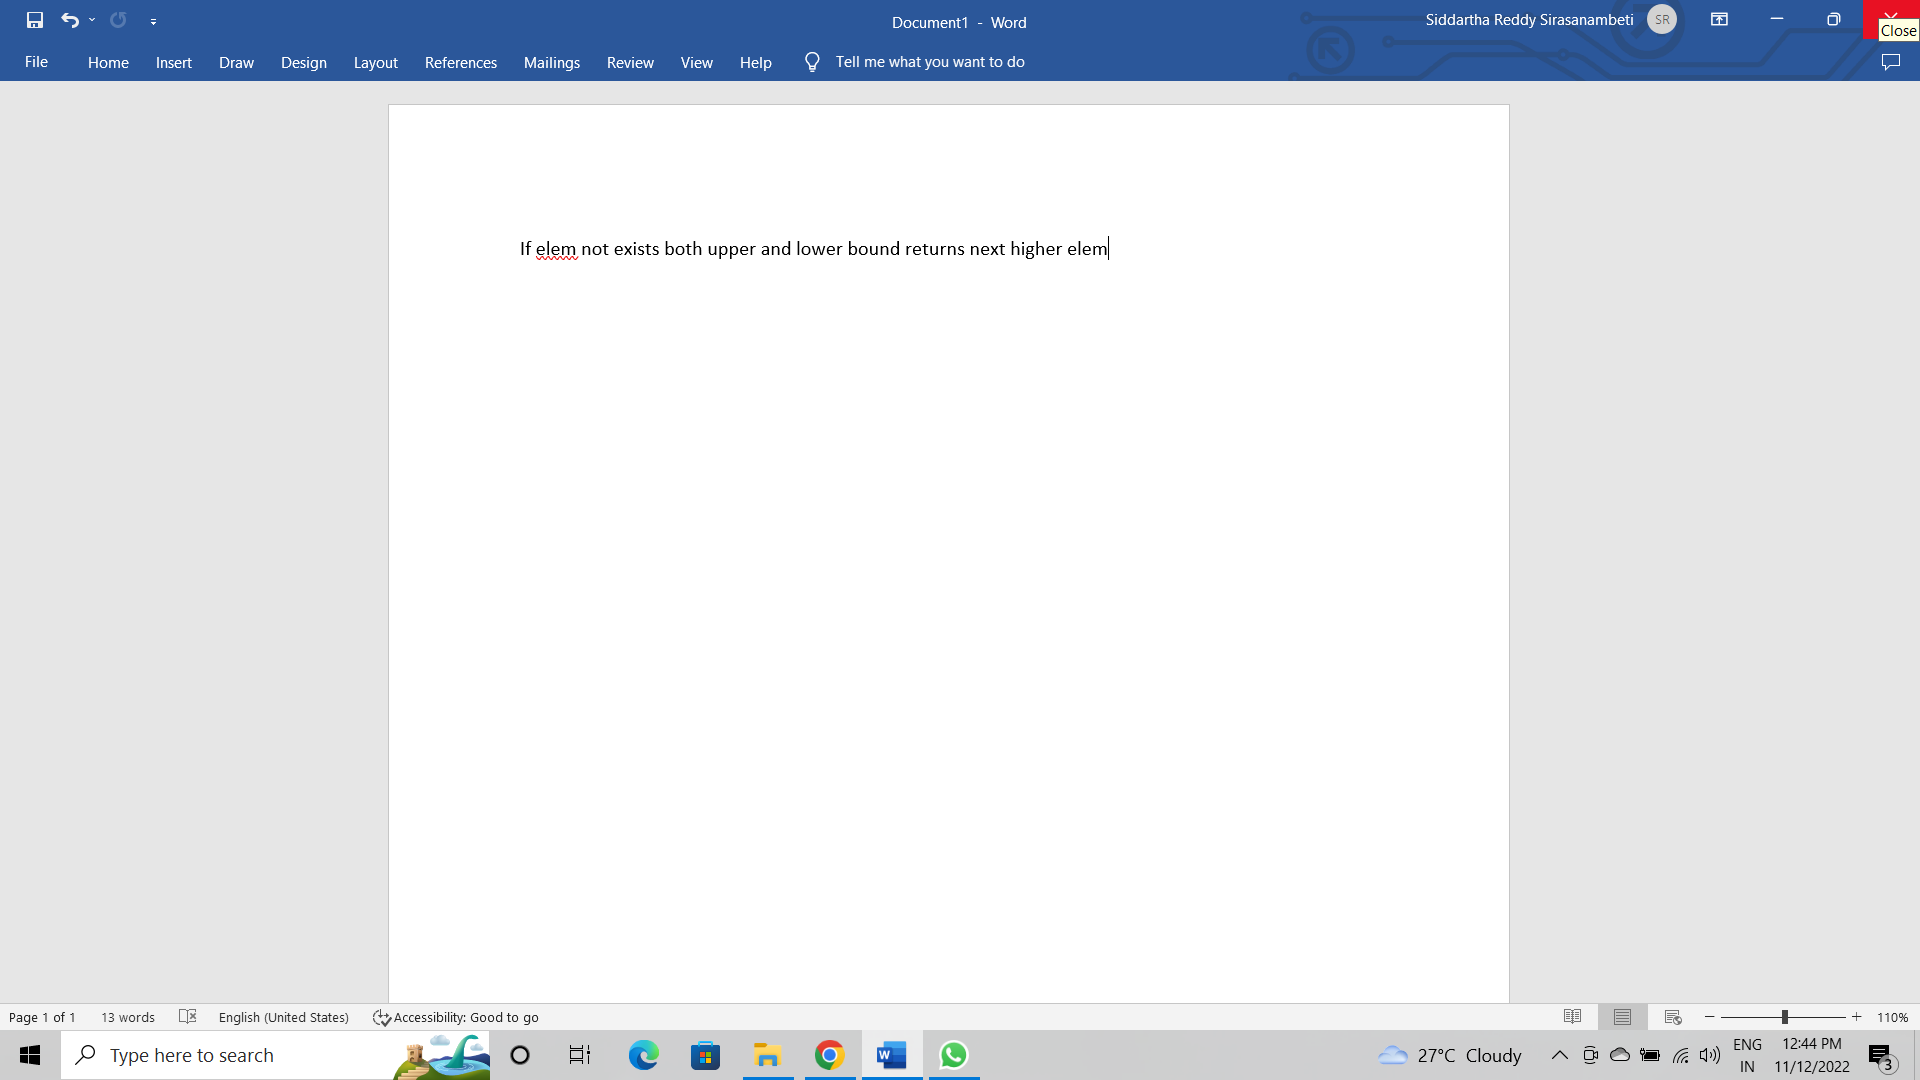 Document1 - Word
Siddartha Reddy Sirasanambeti
SR
Close
File Home Insert Draw Design Layout References Mailings Review View Help Tell me what you want to do
If elem not exists both upper and lower bound returns next higher elem
Page 1 of 1 13 words English (United States) Accessibility: Good to go 110%
Type here to search 27°C Cloudy ENG 12:44 PM
IN 11/12/2022 3